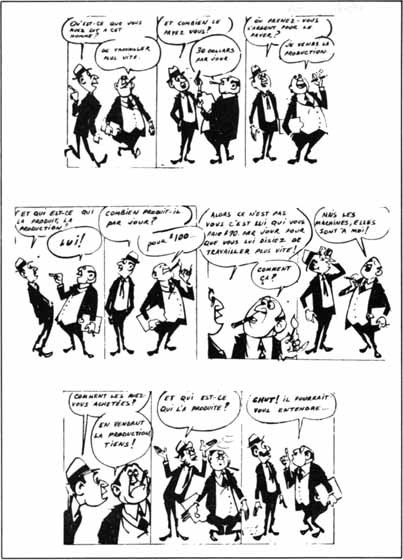 QU'EST-CE QUE VOUS
AVEZ DIT A CET
HOMME?
DE TRAVAILLER
PLUS VITE.
ET COMBIEN LE
PAYEZ VOUS?
30 DOLLARS
PAR JOUR
OÙ PRENEZ-VOUS
L'ARGENT POUR LE
PAYER?
JE VENDS LA
PRODUCTION
ET QUI EST-CE QUI
LA PRODUIT, LA
PRODUCTION?
LUI!
COMBIEN PRODUIT-IL
PAR JOUR?
POUR $100...
ALORS CE N'EST PAS
VOUS C'EST LUI QUI VOUS
PAIE $70. PAR JOUR POUR
QUE VOUS LUI DISIEZ DE
TRAVAILLER PLUS VITE!
COMMENT
ÇA?
MAIS LES
MACHINES, ELLES
SONT À MOI!
COMMENT LES AVEZ
VOUS ACHETÉES?
EN VENDANT
LA PRODUCTION,
TIENS!
ET QUI EST-CE
QUI L'A PRODUITE?
CHUT! IL POURRAIT
VOUS ENTENDRE...